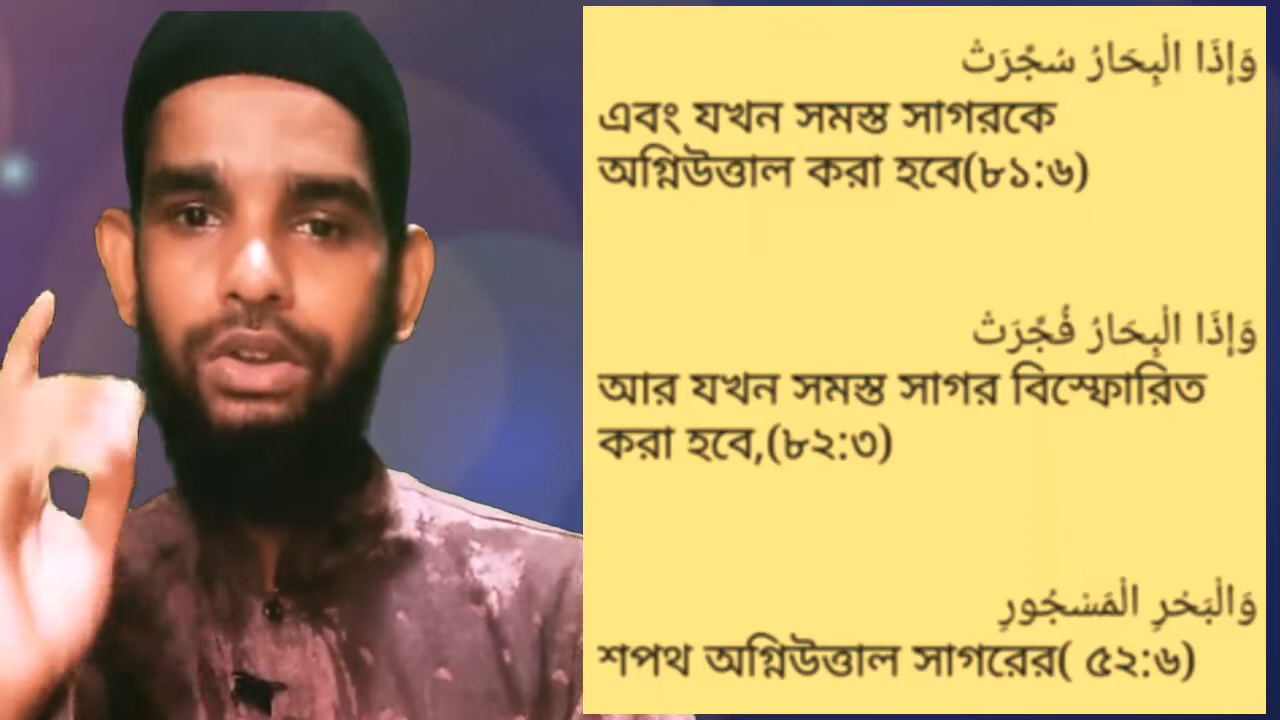 وَإِذَا الْبِحَارُ سُجِّرَتْ
এবং যখন সমস্ত সাগরকে
অগ্নিউত্তাল করা হবে(৮১:৬)
وَإِذَا الْبِحَارُ فُجِّرَتْ
আর যখন সমস্ত সাগর বিস্ফোরিত
করা হবে,(৮২:৩)
وَالْبَحْرِ الْمَسْجُورِ
শপথ অগ্নিউত্তাল সাগরের( ৫২:৬)